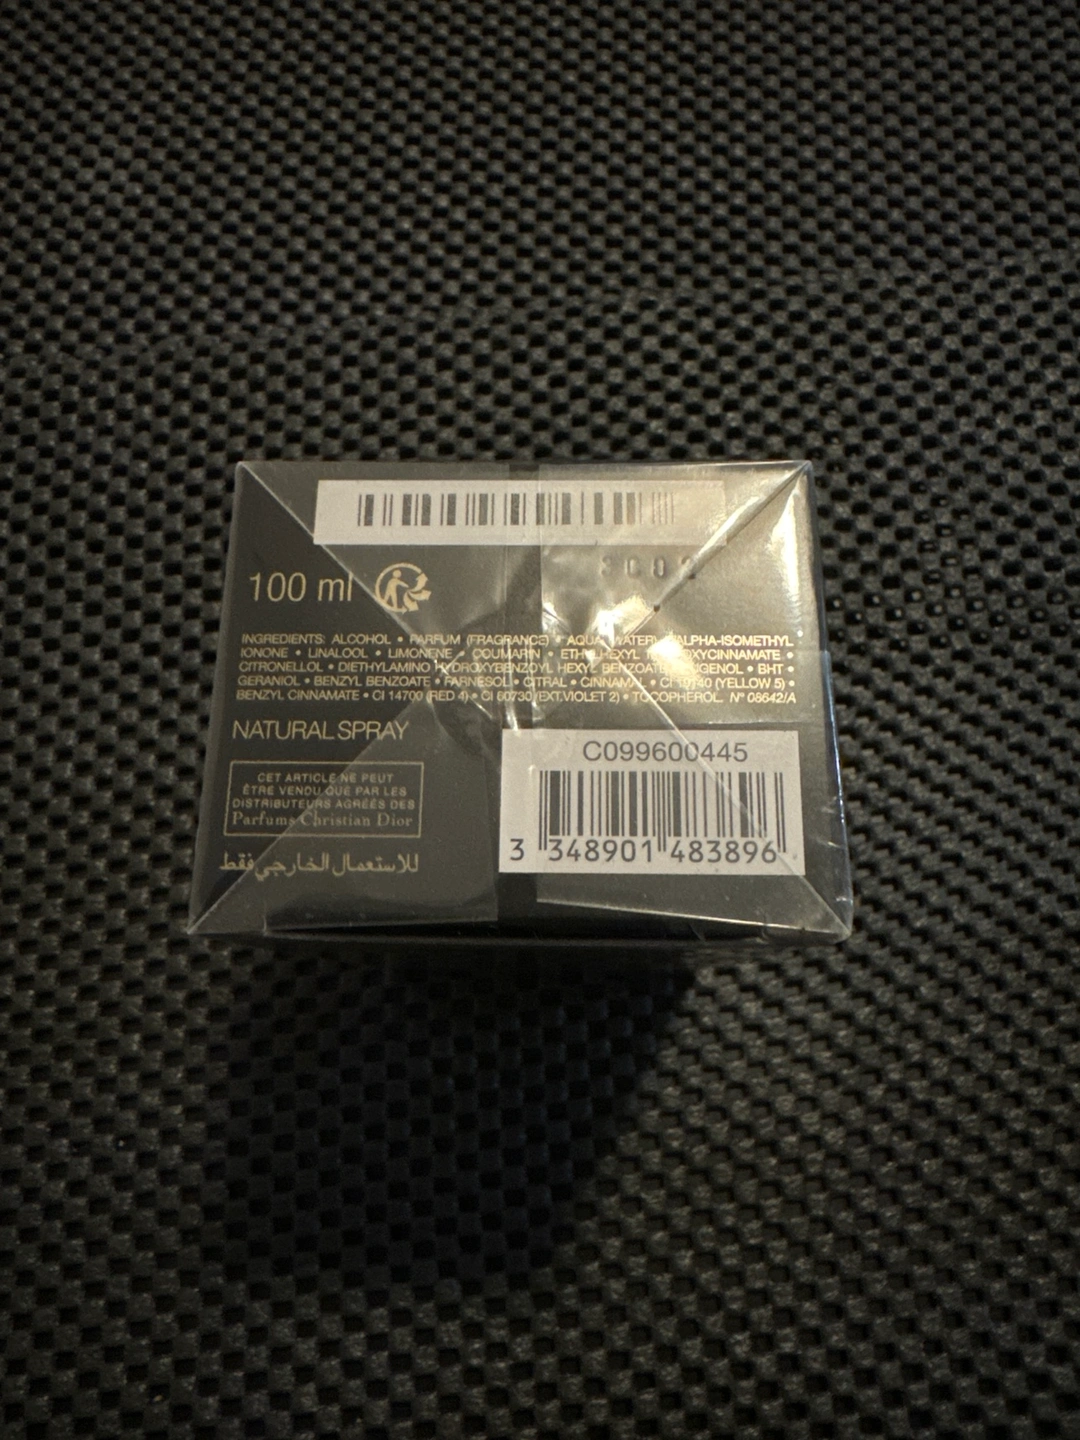 100 ml
INGREDIENTS: ALCOHOL • PARFUM (FRAGRANCE) • AQUA (WATER) • ALPHA-ISOMETHYL
IONONE • LINALOOL • LIMONENE • COUMARIN • ETHYLHEXYL METHOXYCINNAMATE •
CITRONELLOL • DIETHYLAMINO HYDROXYBENZOYL HEXYL BENZOATE • EUGENOL • BHT •
GERANIOL • BENZYL BENZOATE • FARNESOL • CITRAL • CINNAMAL • CI 19140 (YELLOW 5) •
BENZYL CINNAMATE • CI 14700 (RED 4) • CI 60730 (EXT.VIOLET 2) • TOCOPHEROL. N° 08642/A
NATURAL SPRAY
CET ARTICLE NE PEUT
ÊTRE VENDU QUE PAR LES
DISTRIBUTEURS AGRÉÉS DES
Parfums Christian Dior
للاستعمال الخارجي فقط
C099600445
3 348901 483896